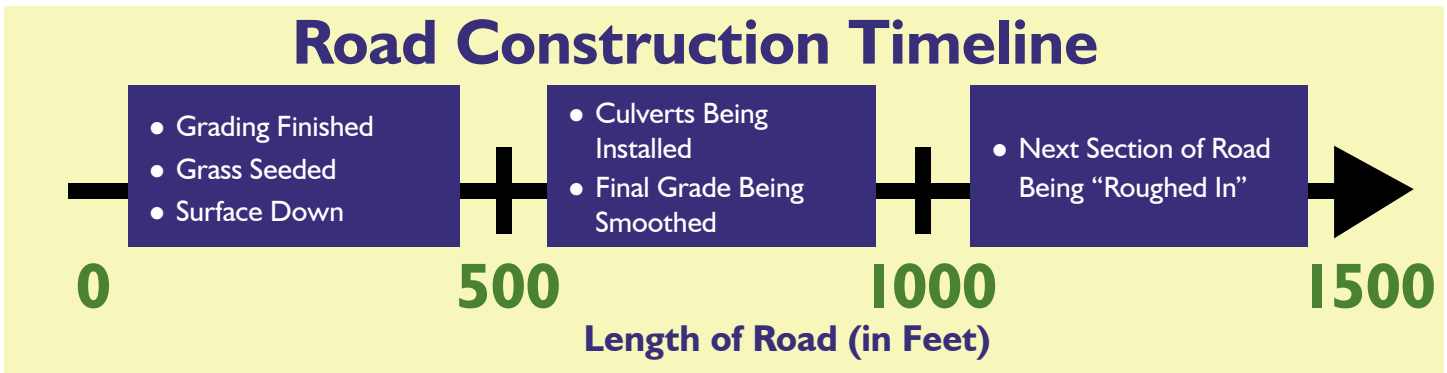 Road Construction Timeline
● Grading Finished
● Grass Seeded
● Surface Down
● Culverts Being
Installed
● Final Grade Being
Smoothed
● Next Section of Road
Being “Roughed In”
0 500 1000 1500
Length of Road (in Feet)